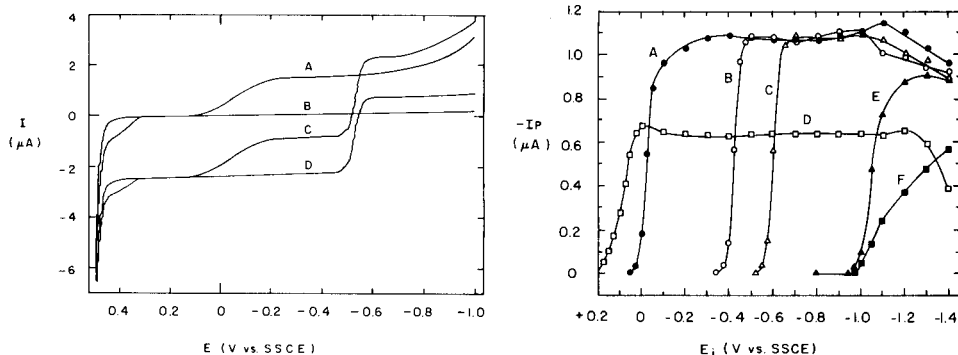 4
2
0
-2
-4
-6
I
(μA)
A
B
C
D
0.4 0.2 0 -0.2 -0.4 -0.6 -0.8 -1.0
E (V vs. SSCE)
1.2
1.0
0.8
0.6
0.4
0.2
0
-IP
(μA)
A
B
C
D
E
F
+0.2 0 -0.2 -0.4 -0.6 -0.8 -1.0 -1.2 -1.4
Ei (V vs. SSCE)